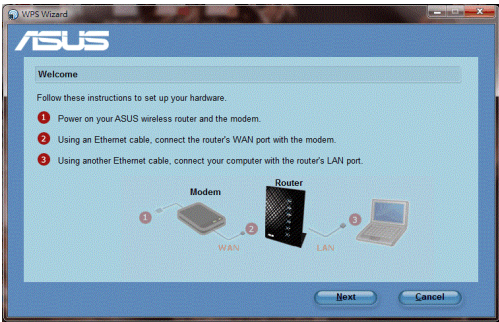 WPS Wizard
ASUS
Welcome
Follow these instructions to set up your hardware.
1 Power on your ASUS wireless router and the modem.
2 Using an Ethernet cable, connect the router's WAN port with the modem.
3 Using another Ethernet cable, connect your computer with the router's LAN port.
Modem
Router
1
2
3
WAN
LAN
Next
Cancel